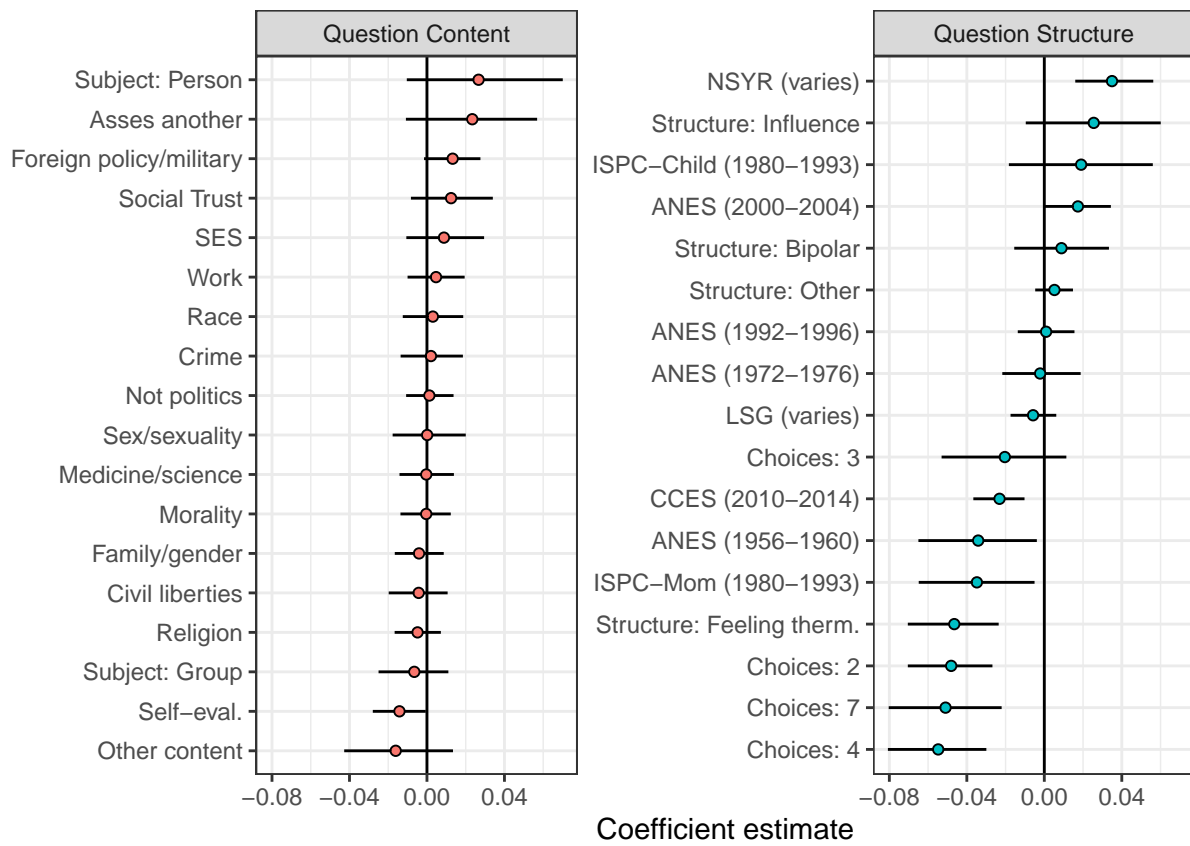 Question Content
Subject: Person
Asses another
Foreign policy/military
Social Trust
SES
Work
Race
Crime
Not politics
Sex/sexuality
Medicine/science
Morality
Family/gender
Civil liberties
Religion
Subject: Group
Self−eval.
Other content
−0.08 −0.04 0.00 0.04
Question Structure
NSYR (varies)
Structure: Influence
ISPC−Child (1980−1993)
ANES (2000−2004)
Structure: Bipolar
Structure: Other
ANES (1992−1996)
ANES (1972−1976)
LSG (varies)
Choices: 3
CCES (2010−2014)
ANES (1956−1960)
ISPC−Mom (1980−1993)
Structure: Feeling therm.
Choices: 2
Choices: 7
Choices: 4
−0.08 −0.04 0.00 0.04
Coefficient estimate